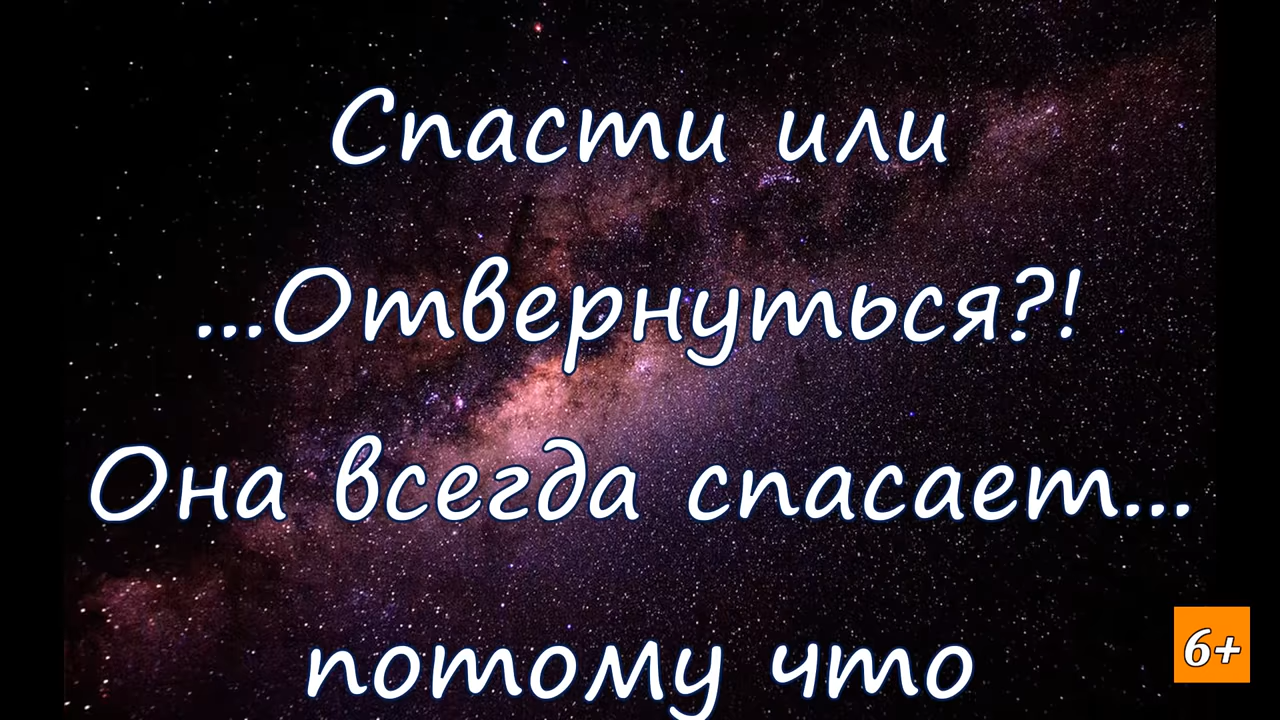 Спасти или
...Отвернуться?!
Она всегда спасает...
потому что
6+